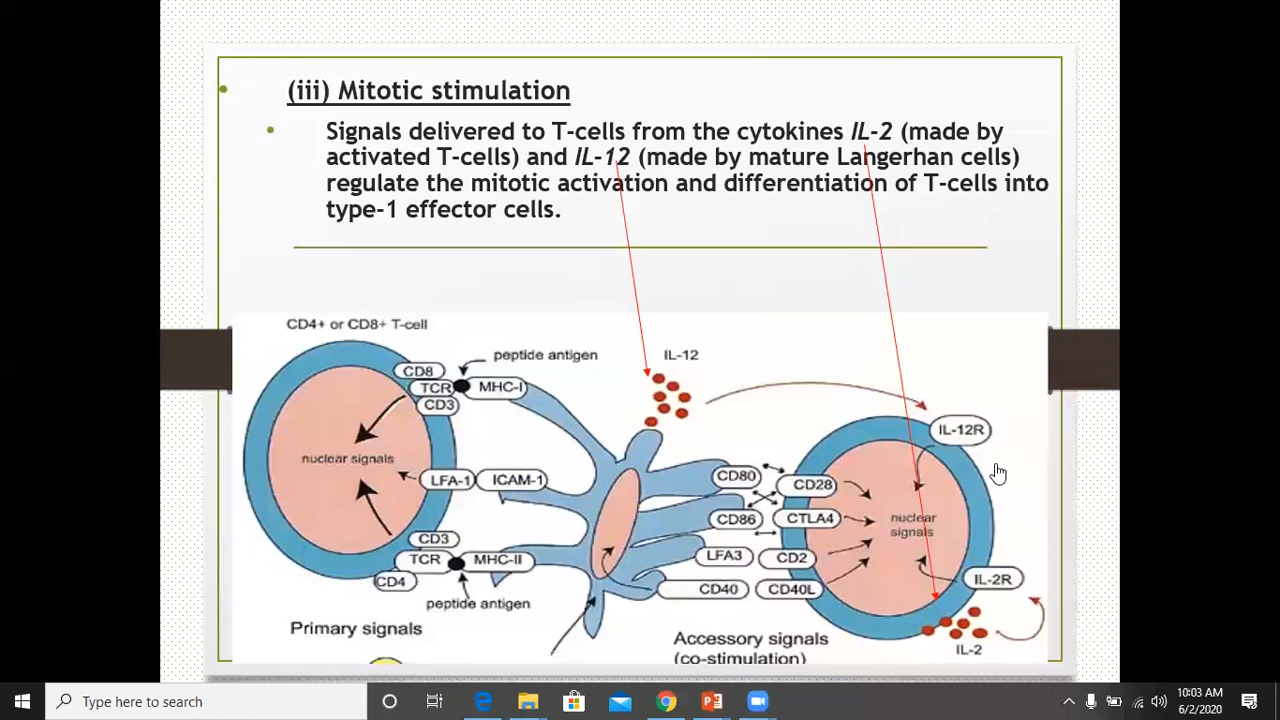 (iii) Mitotic stimulation
Signals delivered to T-cells from the cytokines IL-2 (made by
activated T-cells) and IL-12 (made by mature Langerhan cells)
regulate the mitotic activation and differentiation of T-cells into
type-1 effector cells.
CD4+ or CD8+ T-cell
peptide antigen
IL-12
CD8
TCR
MHC-I
CD3
IL-12R
nuclear signals
LFA-1
ICAM-1
CD80
CD28
CD86
CTLA4
nuclear
signals
CD3
TCR
MHC-II
CD4
LFA3
CD2
CD40
CD40L
IL-2R
peptide antigen
Primary signals
Accessory signals
(co-stimulation)
IL-2
Type here to search
10:03 AM
6/2/2020